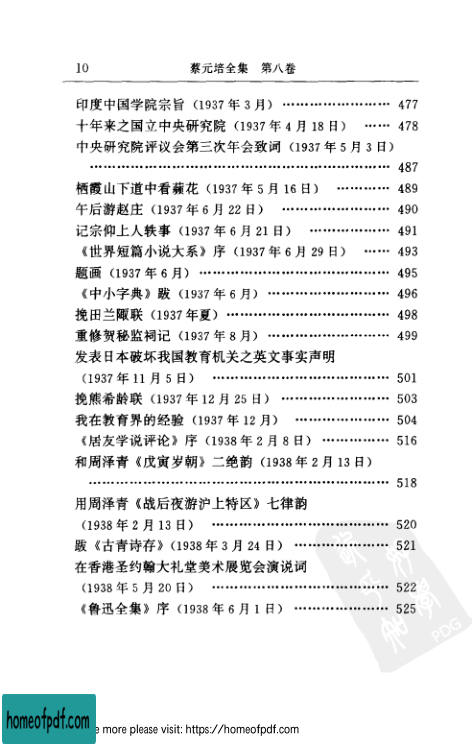 10 蔡元培全集 第八卷
印度中国学院宗旨（1937 年 3 月）……………………… 477
十年来之国立中央研究院（1937 年 4 月 18 日） …… 478
中央研究院评议会第三次年会致词（1937 年 5 月 3 日）
……………………………………………………………… 487
栖霞山下道中看蘋花（1937 年 5 月 16 日） ………… 489
午后游赵庄（1937 年 6 月 22 日） …………………… 490
记宗仰上人轶事（1937 年 6 月 21 日） ……………… 491
《世界短篇小说大系》序（1937 年 6 月 29 日） …… 493
题画（1937 年 6 月）…………………………………… 495
《中小字典》跋（1937 年 6 月）……………………… 496
挽田兰陔联（1937 年夏）……………………………… 498
重修贺秘监祠记（1937 年 8 月）……………………… 499
发表日本破坏我国教育机关之英文事实声明
（1937 年 11 月 5 日） ………………………………… 501
挽熊希龄联（1937 年 12 月 25 日） ………………… 503
我在教育界的经验（1937 年 12 月） ………………… 504
《居友学说评论》序（1938 年 2 月 8 日）…………… 516
和周泽青《戊寅岁朝》二绝韵（1938 年 2 月 13 日）
……………………………………………………………… 518
用周泽青《战后夜游沪上特区》七律韵
（1938 年 2 月 13 日） ………………………………… 520
跋《古青诗存》（1938 年 3 月 24 日） ……………… 521
在香港圣约翰大礼堂美术展览会演说词
（1938 年 5 月 20 日） ………………………………… 522
《鲁迅全集》序（1938 年 6 月 1 日） ……………… 525
PDG
homeofpdf.com
e more please visit: https://homeofpdf.com